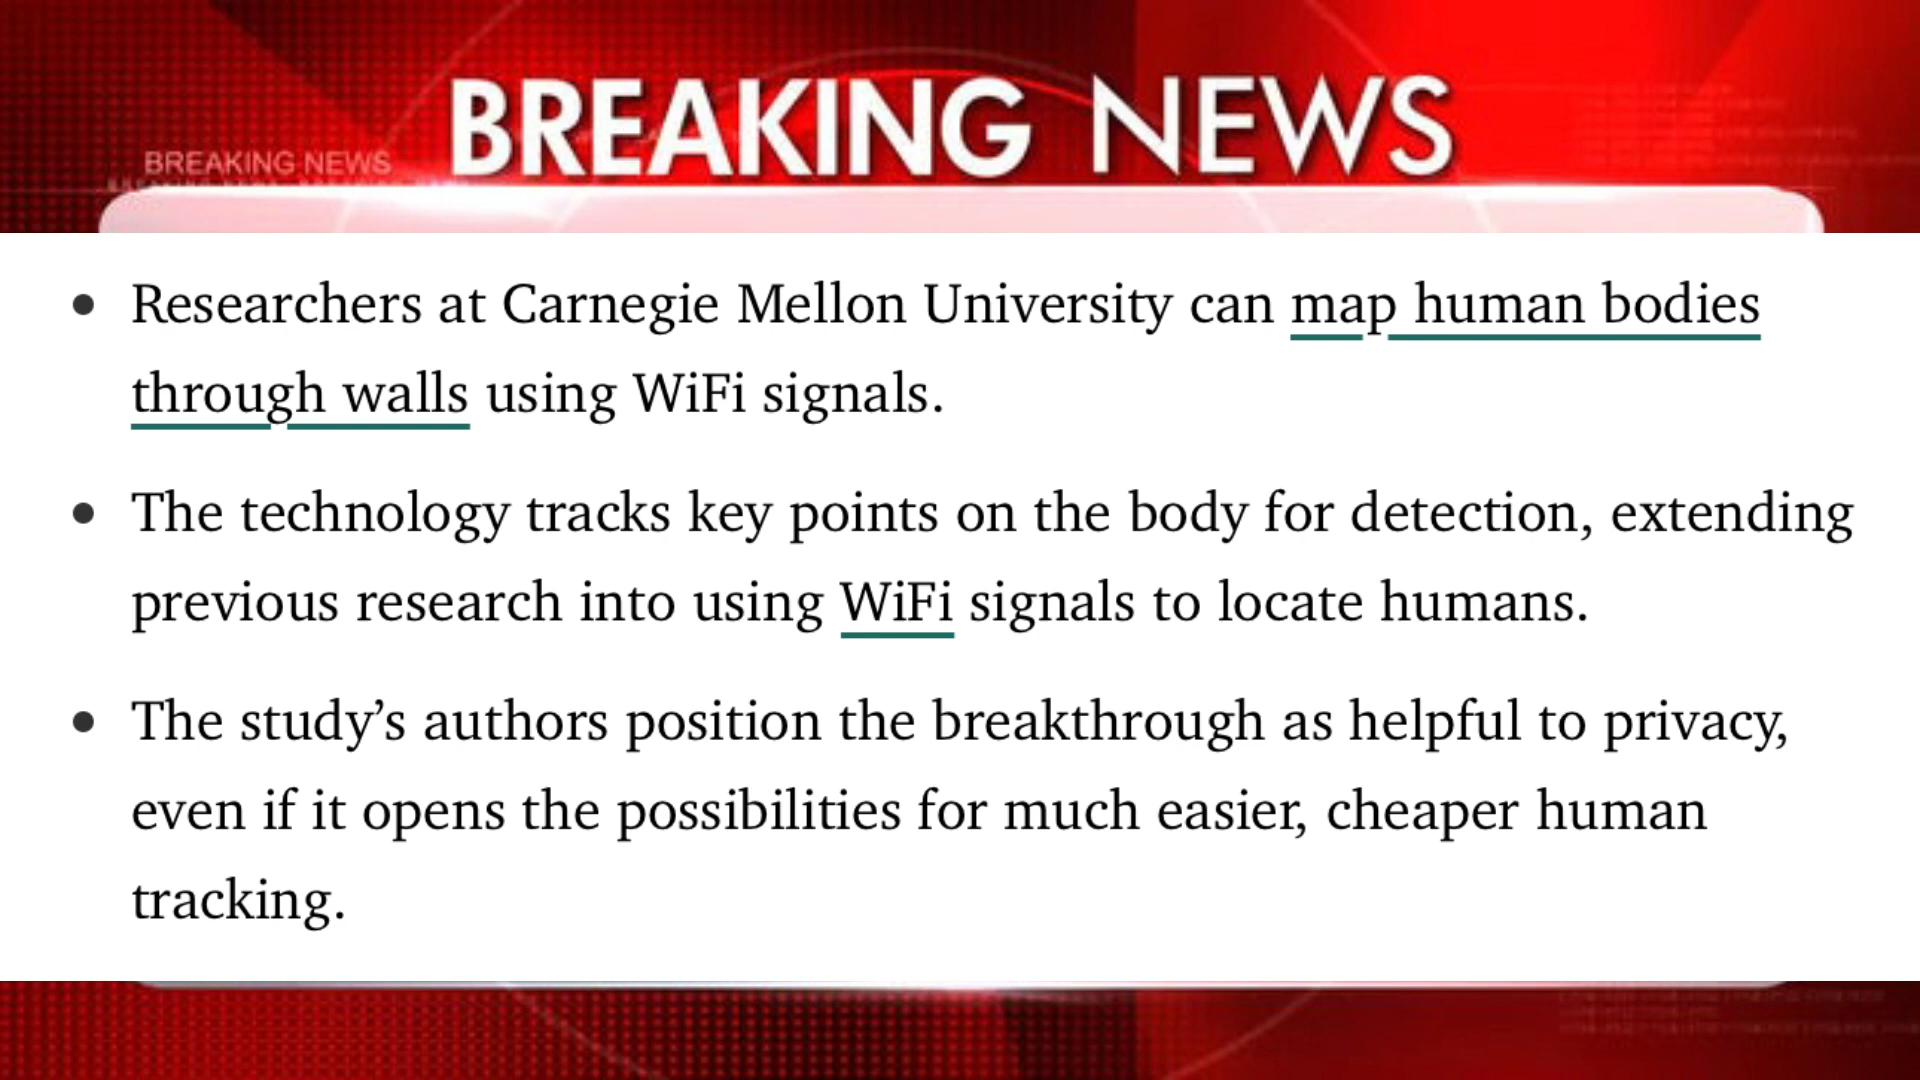 BREAKING NEWS
BREAKING NEWS
• Researchers at Carnegie Mellon University can map human bodies
through walls using WiFi signals.
• The technology tracks key points on the body for detection, extending
previous research into using WiFi signals to locate humans.
• The study’s authors position the breakthrough as helpful to privacy,
even if it opens the possibilities for much easier, cheaper human
tracking.